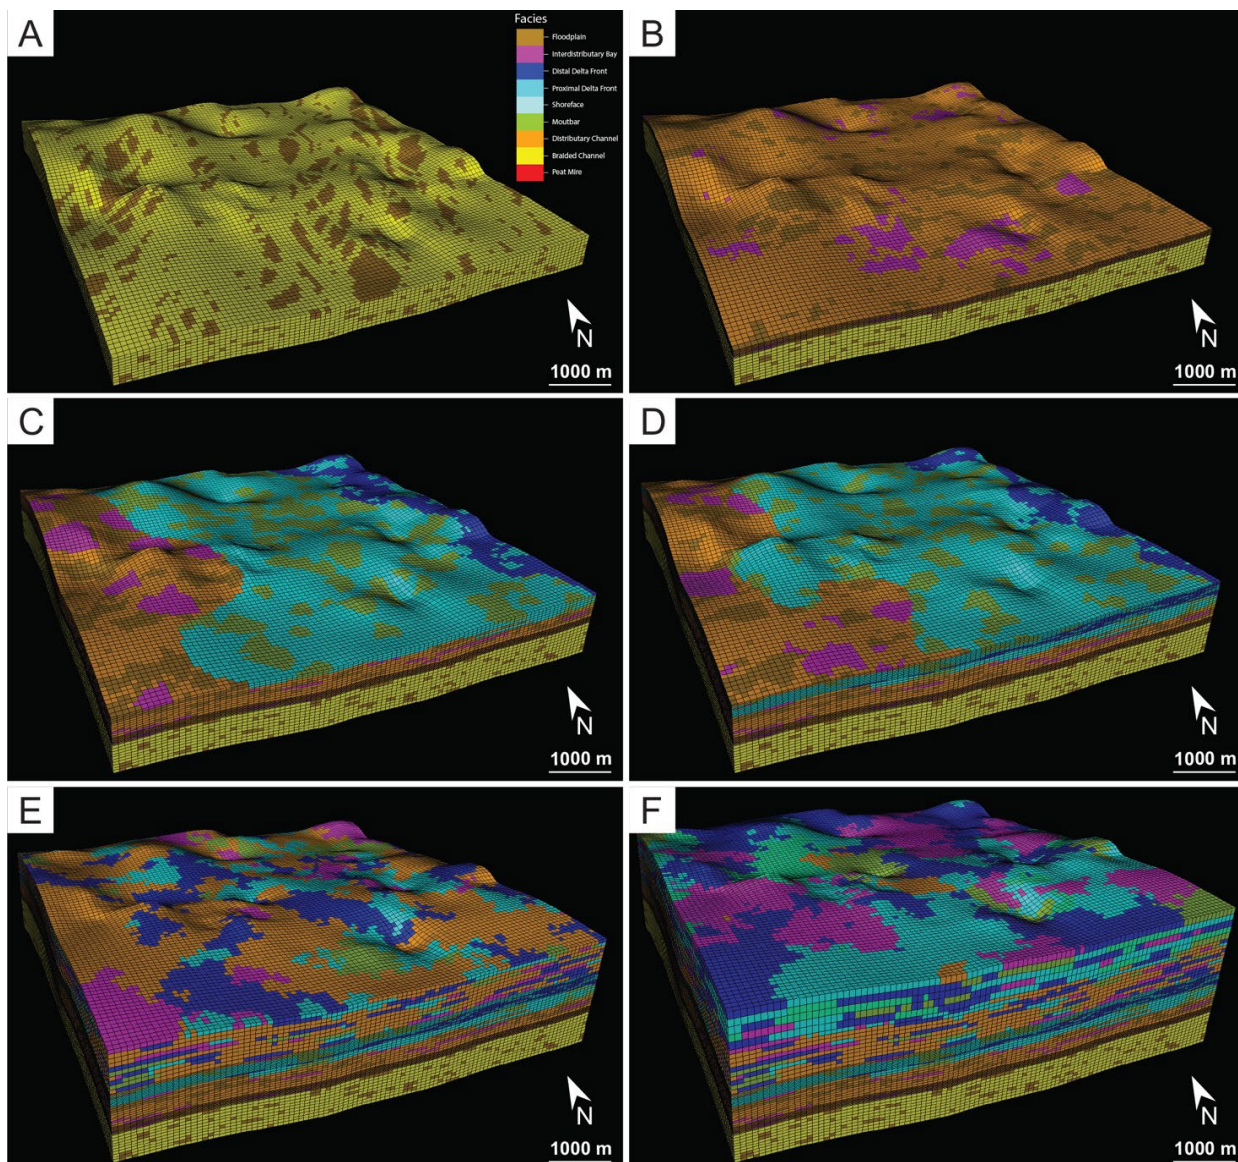 A
Facies
Floodplain
Interdistributary Bay
Distal Delta Front
Proximal Delta Front
Shoreface
Moutbar
Distributary Channel
Braided Channel
Peat Mire
N
1000 m
B
N
1000 m
C
N
1000 m
D
N
1000 m
E
N
1000 m
F
N
1000 m